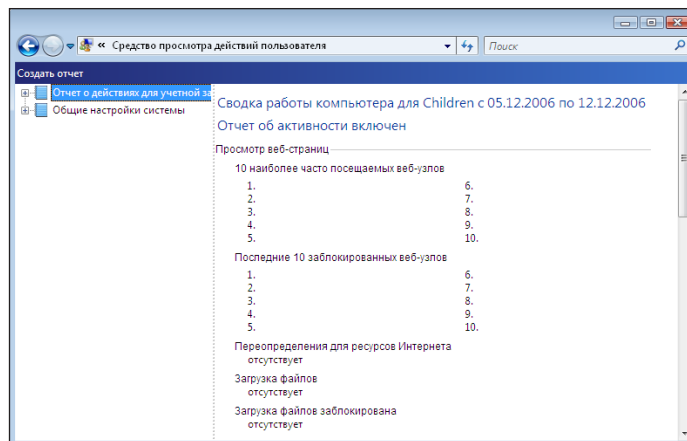 « Средство просмотра действий пользователя
Поиск
Создать отчет
Отчет о действиях для учетной за
Общие настройки системы
Сводка работы компьютера для Children с 05.12.2006 по 12.12.2006
Отчет об активности включен
Просмотр веб-страниц
10 наиболее часто посещаемых веб-узлов
1. 6.
2. 7.
3. 8.
4. 9.
5. 10.
Последние 10 заблокированных веб-узлов
1. 6.
2. 7.
3. 8.
4. 9.
5. 10.
Переопределения для ресурсов Интернета
отсутствует
Загрузка файлов
отсутствует
Загрузка файлов заблокирована
отсутствует